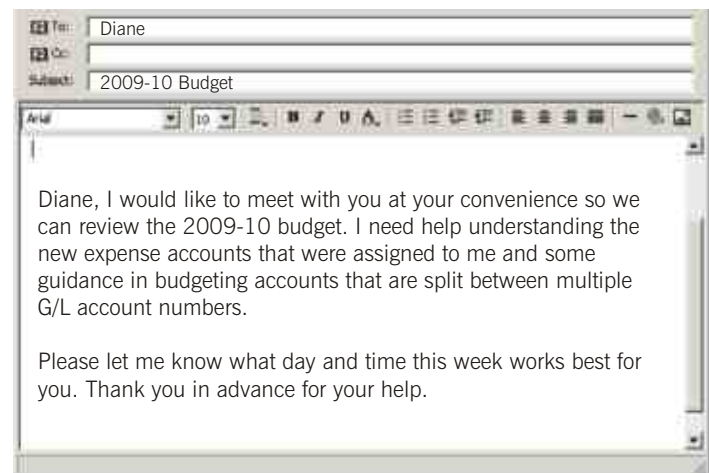 To: Diane
Cc:
Subject: 2009-10 Budget
Arial 10
Diane, I would like to meet with you at your convenience so we
can review the 2009-10 budget. I need help understanding the
new expense accounts that were assigned to me and some
guidance in budgeting accounts that are split between multiple
G/L account numbers.
Please let me know what day and time this week works best for
you. Thank you in advance for your help.